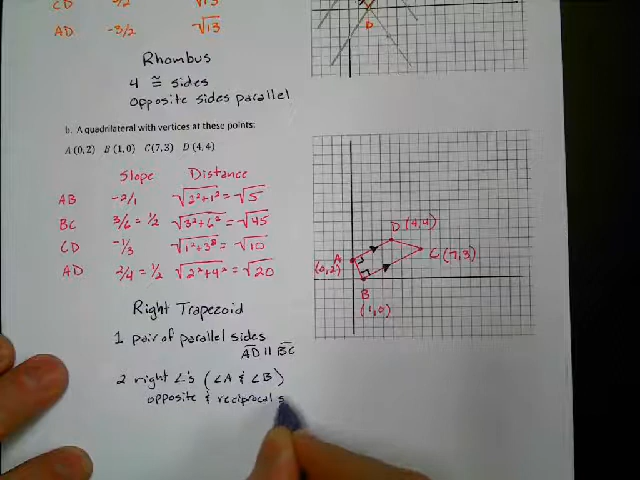 CD 3/2 √13
AD -3/2 √13
D
Rhombus
4 ≅ sides
opposite sides parallel
b. A quadrilateral with vertices at these points:
A (0, 2) B (1, 0) C (7, 3) D (4, 4)
Slope Distance
AB -2/1 √2²+1² = √5
BC 3/6 = 1/2 √3²+6² = √45
CD -1/3 √1²+3² = √10
AD 2/4 = 1/2 √2²+4² = √20
D (4,4)
A
C (7,3)
(0,2)
B
(1,0)
Right Trapezoid
1 pair of parallel sides
AD || BC
2 right ∠'s (∠A & ∠B)
opposite & reciprocal s